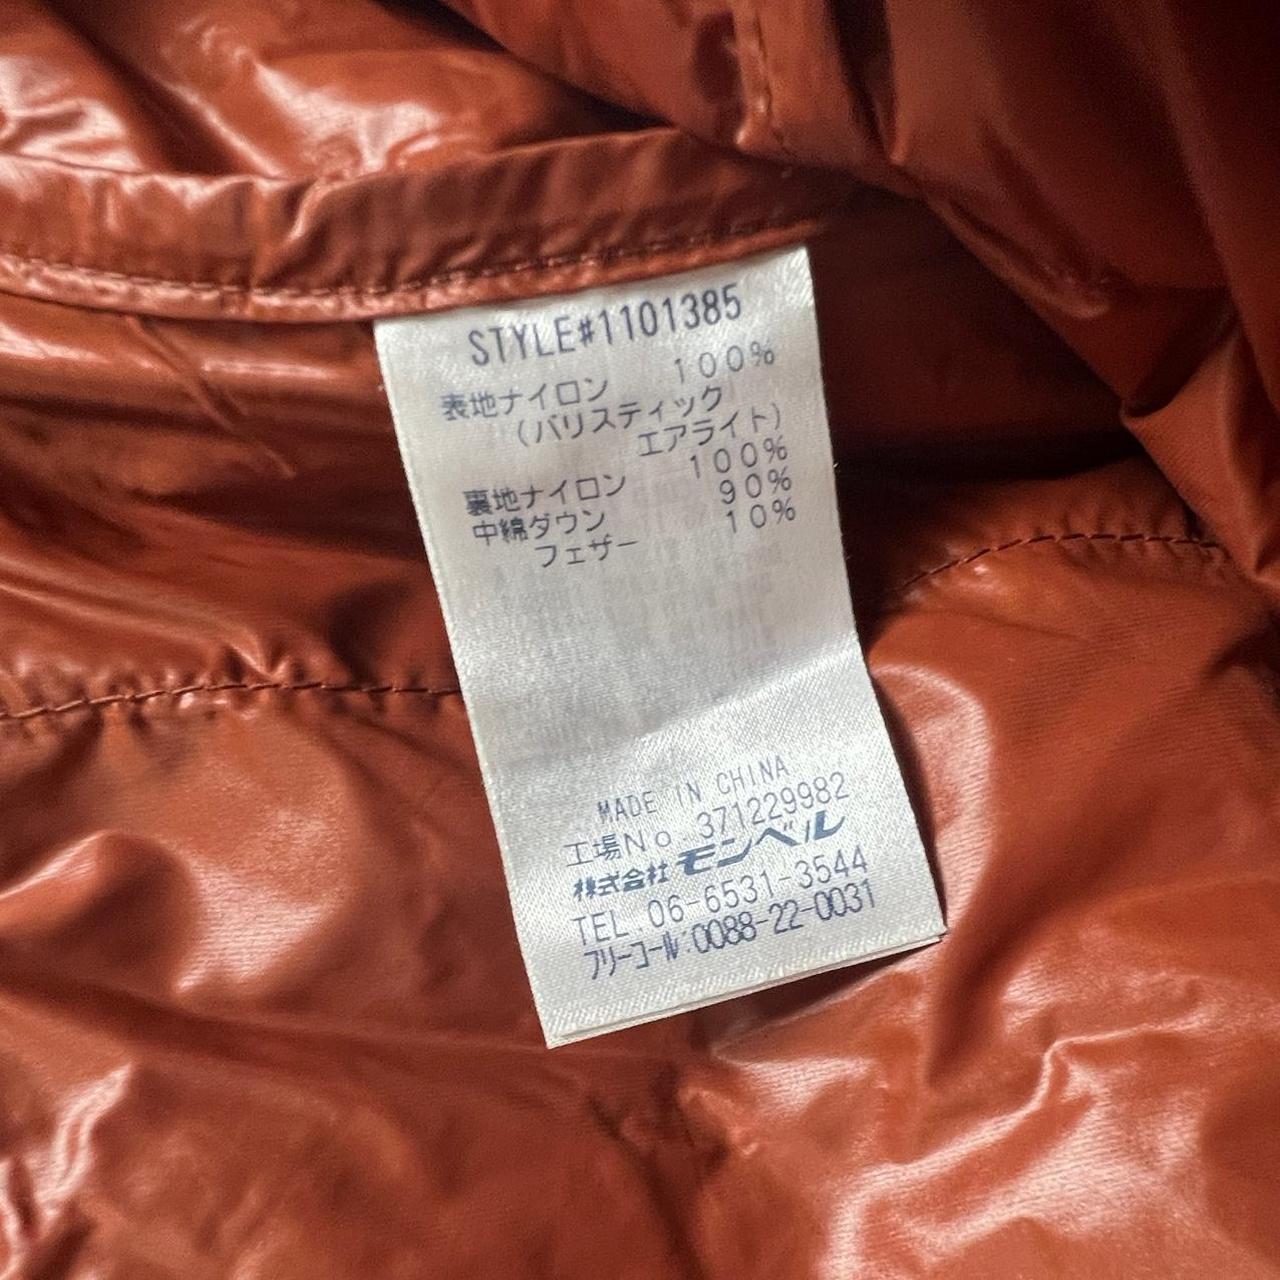 STYLE#1101385
表地ナイロン 100%
(バリスティック
エアライト)
裏地ナイロン 100%
中綿ダウン 90%
フェザー 10%
MADE IN CHINA
工場No.371229982
株式会社モンベル
TEL.06-6531-3544
フリーコール:0088-22-0031